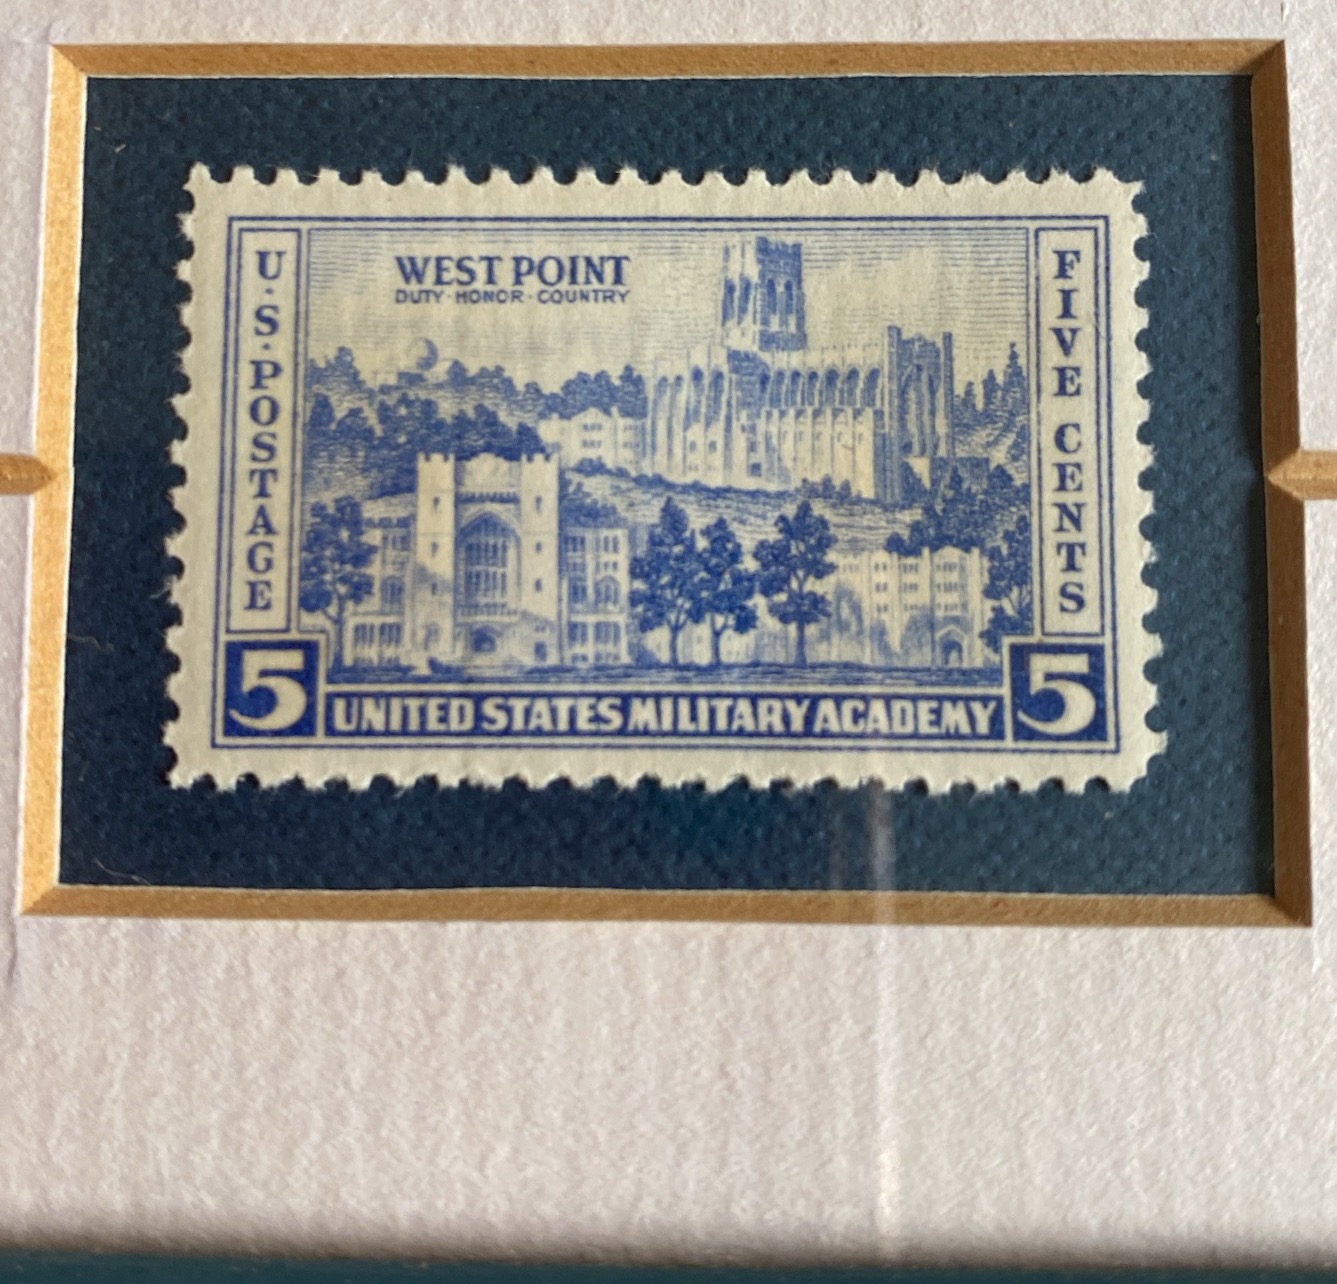 U·S·POSTAGE
WEST POINT
DUTY·HONOR·COUNTRY
FIVE CENTS
5
UNITED STATES MILITARY ACADEMY
5